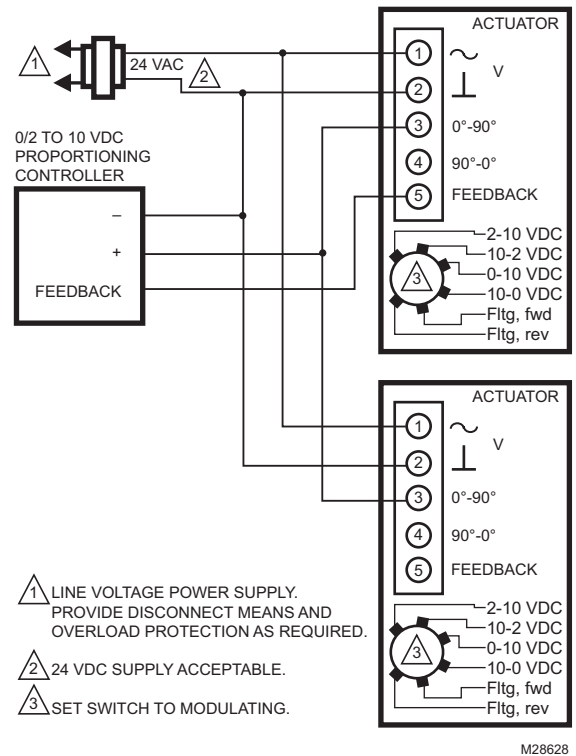 ACTUATOR
1
24 VAC
2
1
V
2
3
0°-90°
4
90°-0°
5
FEEDBACK
0/2 TO 10 VDC
PROPORTIONING
CONTROLLER
–
+
FEEDBACK
3
2-10 VDC
10-2 VDC
0-10 VDC
10-0 VDC
Fltg, fwd
Fltg, rev
ACTUATOR
1
V
2
3
0°-90°
4
90°-0°
5
FEEDBACK
3
2-10 VDC
10-2 VDC
0-10 VDC
10-0 VDC
Fltg, fwd
Fltg, rev
1 LINE VOLTAGE POWER SUPPLY.
PROVIDE DISCONNECT MEANS AND
OVERLOAD PROTECTION AS REQUIRED.
2 24 VDC SUPPLY ACCEPTABLE.
3 SET SWITCH TO MODULATING.
M28628